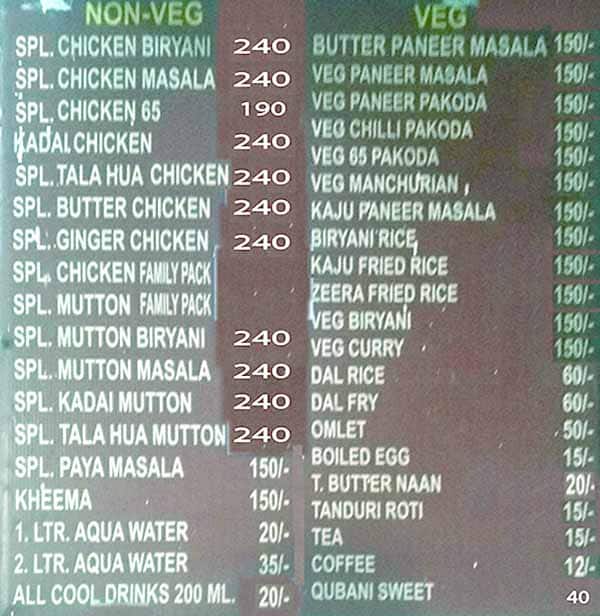 NON-VEG
SPL. CHICKEN BIRYANI 240
SPL. CHICKEN MASALA 240
SPL. CHICKEN 65 190
KADAI CHICKEN 240
SPL. TALA HUA CHICKEN 240
SPL. BUTTER CHICKEN 240
SPL. GINGER CHICKEN 240
SPL. CHICKEN FAMILY PACK
SPL. MUTTON FAMILY PACK
SPL. MUTTON BIRYANI 240
SPL. MUTTON MASALA 240
SPL. KADAI MUTTON 240
SPL. TALA HUA MUTTON 240
SPL. PAYA MASALA 150/-
KHEEMA 150/-
1. LTR. AQUA WATER 20/-
2. LTR. AQUA WATER 35/-
ALL COOL DRINKS 200 ML. 20/-
VEG
BUTTER PANEER MASALA 150/-
VEG PANEER MASALA 150/-
VEG PANEER PAKODA 150/-
VEG CHILLI PAKODA 150/-
VEG 65 PAKODA 150/-
VEG MANCHURIAN 150/-
KAJU PANEER MASALA 150/-
BIRYANI RICE 150/-
KAJU FRIED RICE 150/-
ZEERA FRIED RICE 150/-
VEG BIRYANI 150/-
VEG CURRY 150/-
DAL RICE 60/-
DAL FRY 60/-
OMLET 50/-
BOILED EGG 15/-
T. BUTTER NAAN 20/-
TANDURI ROTI 15/-
TEA 15/-
COFFEE 12/-
QUBANI SWEET 40